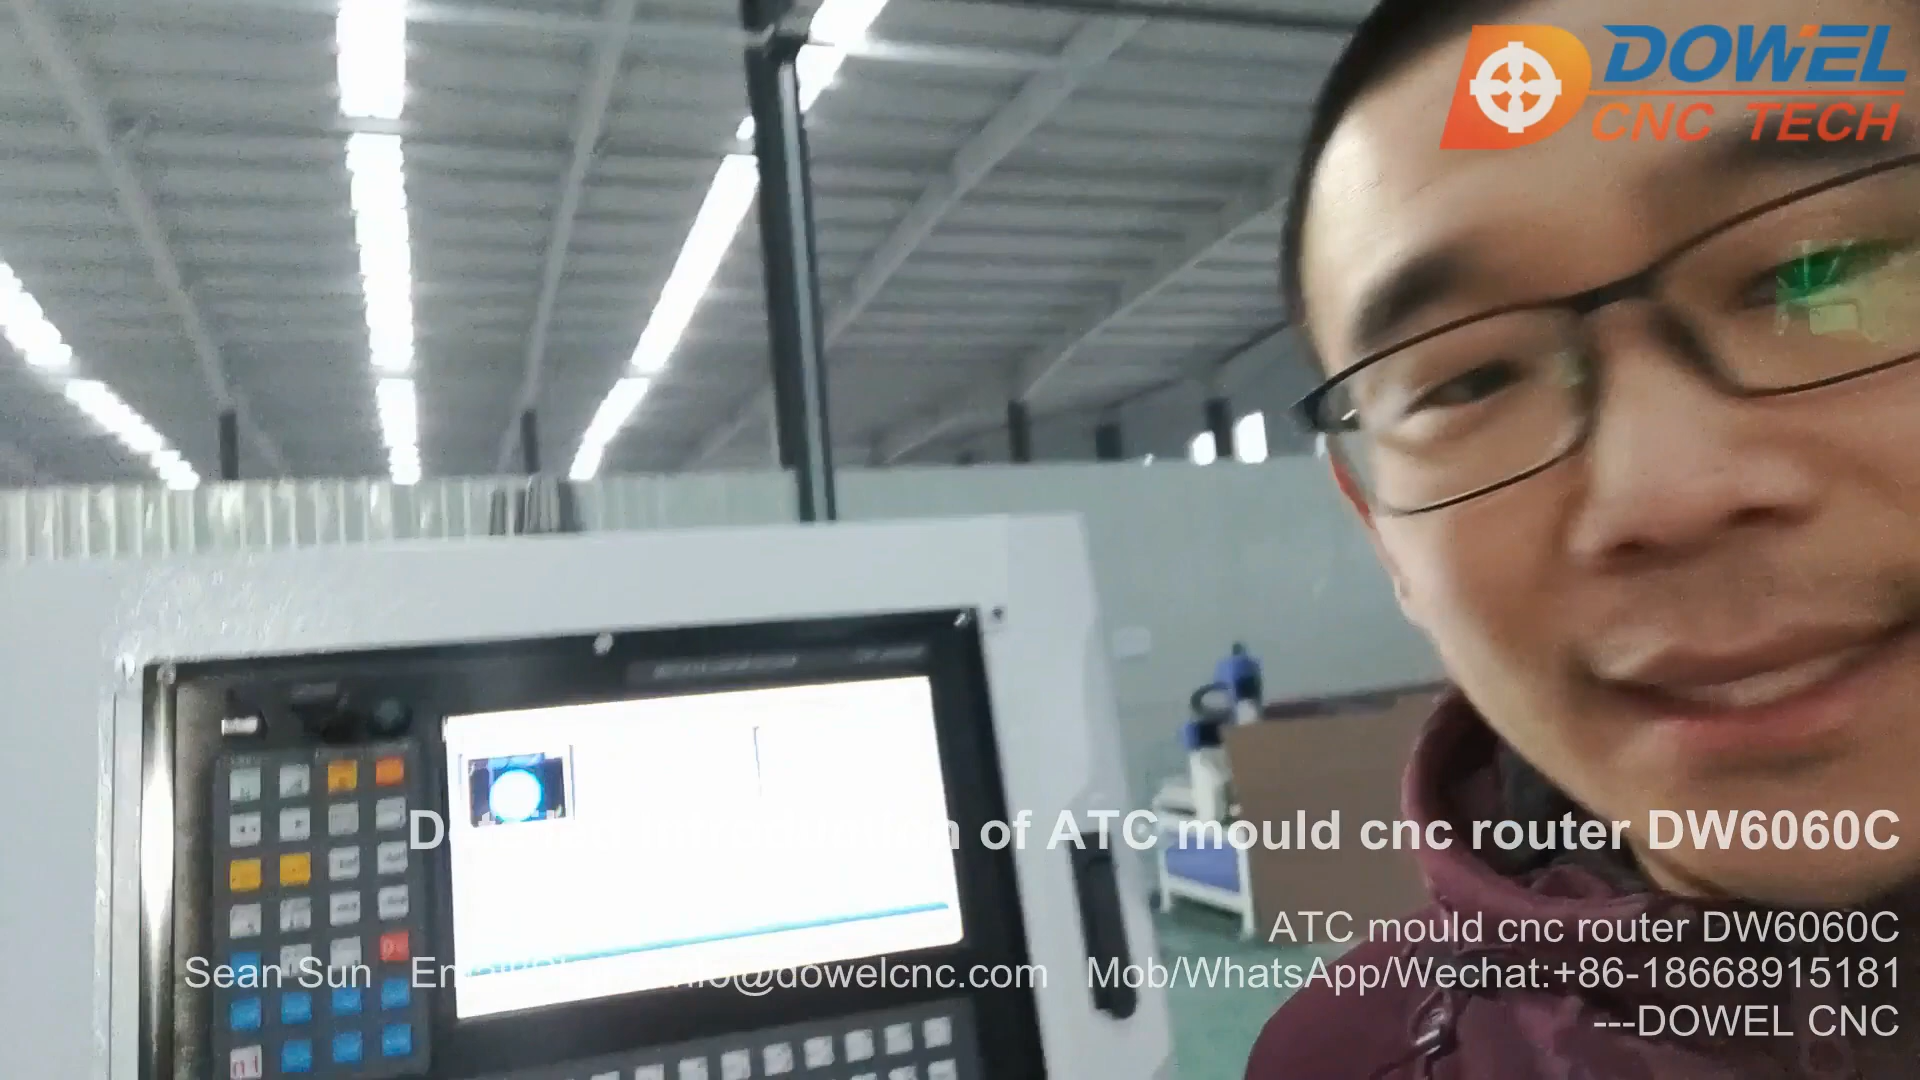 DOWEL
CNC TECH
of ATC mould cnc router DW6060C
ATC mould cnc router DW6060C
Sean Sun info@dowelcnc.com Mob/WhatsApp/Wechat:+86-18668915181
---DOWEL CNC